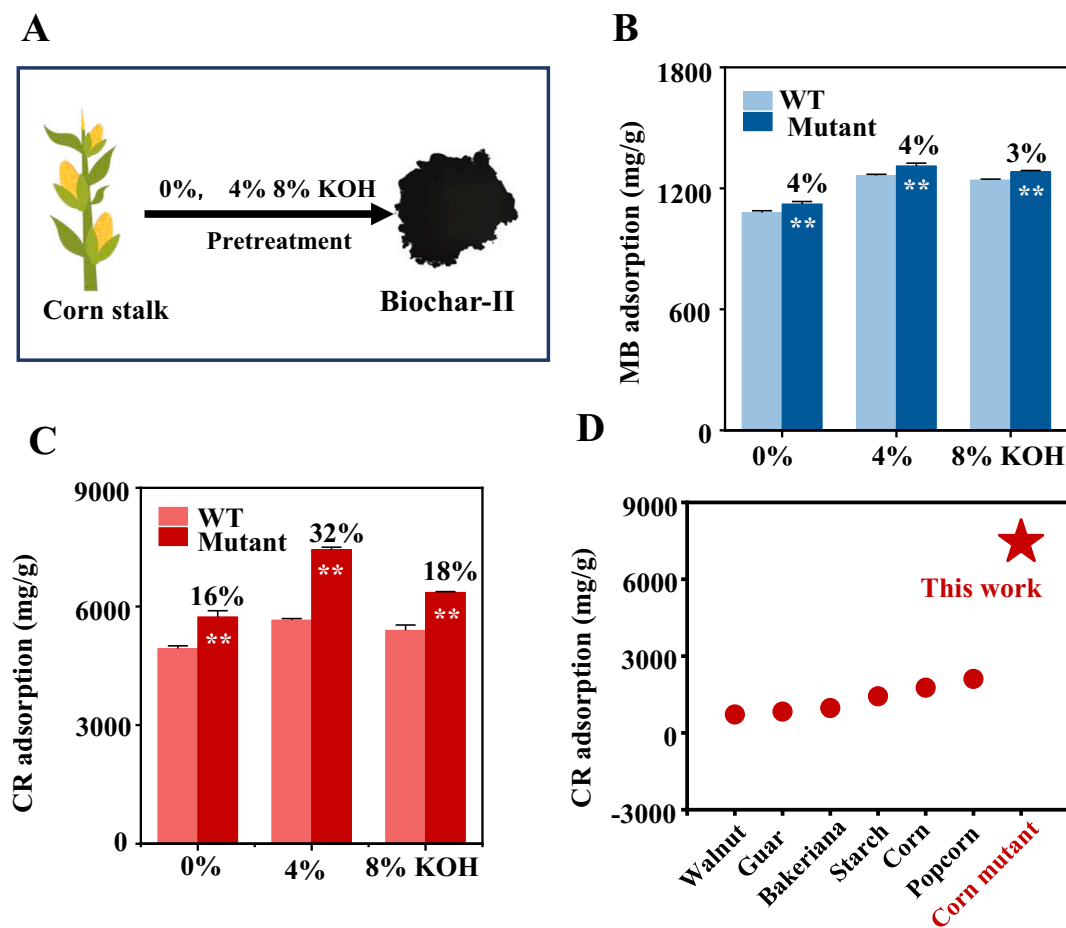 A
0%, 4% 8% KOH
Pretreatment
Corn stalk
Biochar-II
B
MB adsorption (mg/g)
1800
1200
600
0
WT
Mutant
4%
**
4%
**
3%
**
0%
4%
8% KOH
C
CR adsorption (mg/g)
9000
6000
3000
0
WT
Mutant
16%
**
32%
**
18%
**
0%
4%
8% KOH
D
CR adsorption (mg/g)
9000
6000
3000
0
-3000
This work
Walnut
Guar
Bakeriana
Starch
Corn
Popcorn
Corn mutant